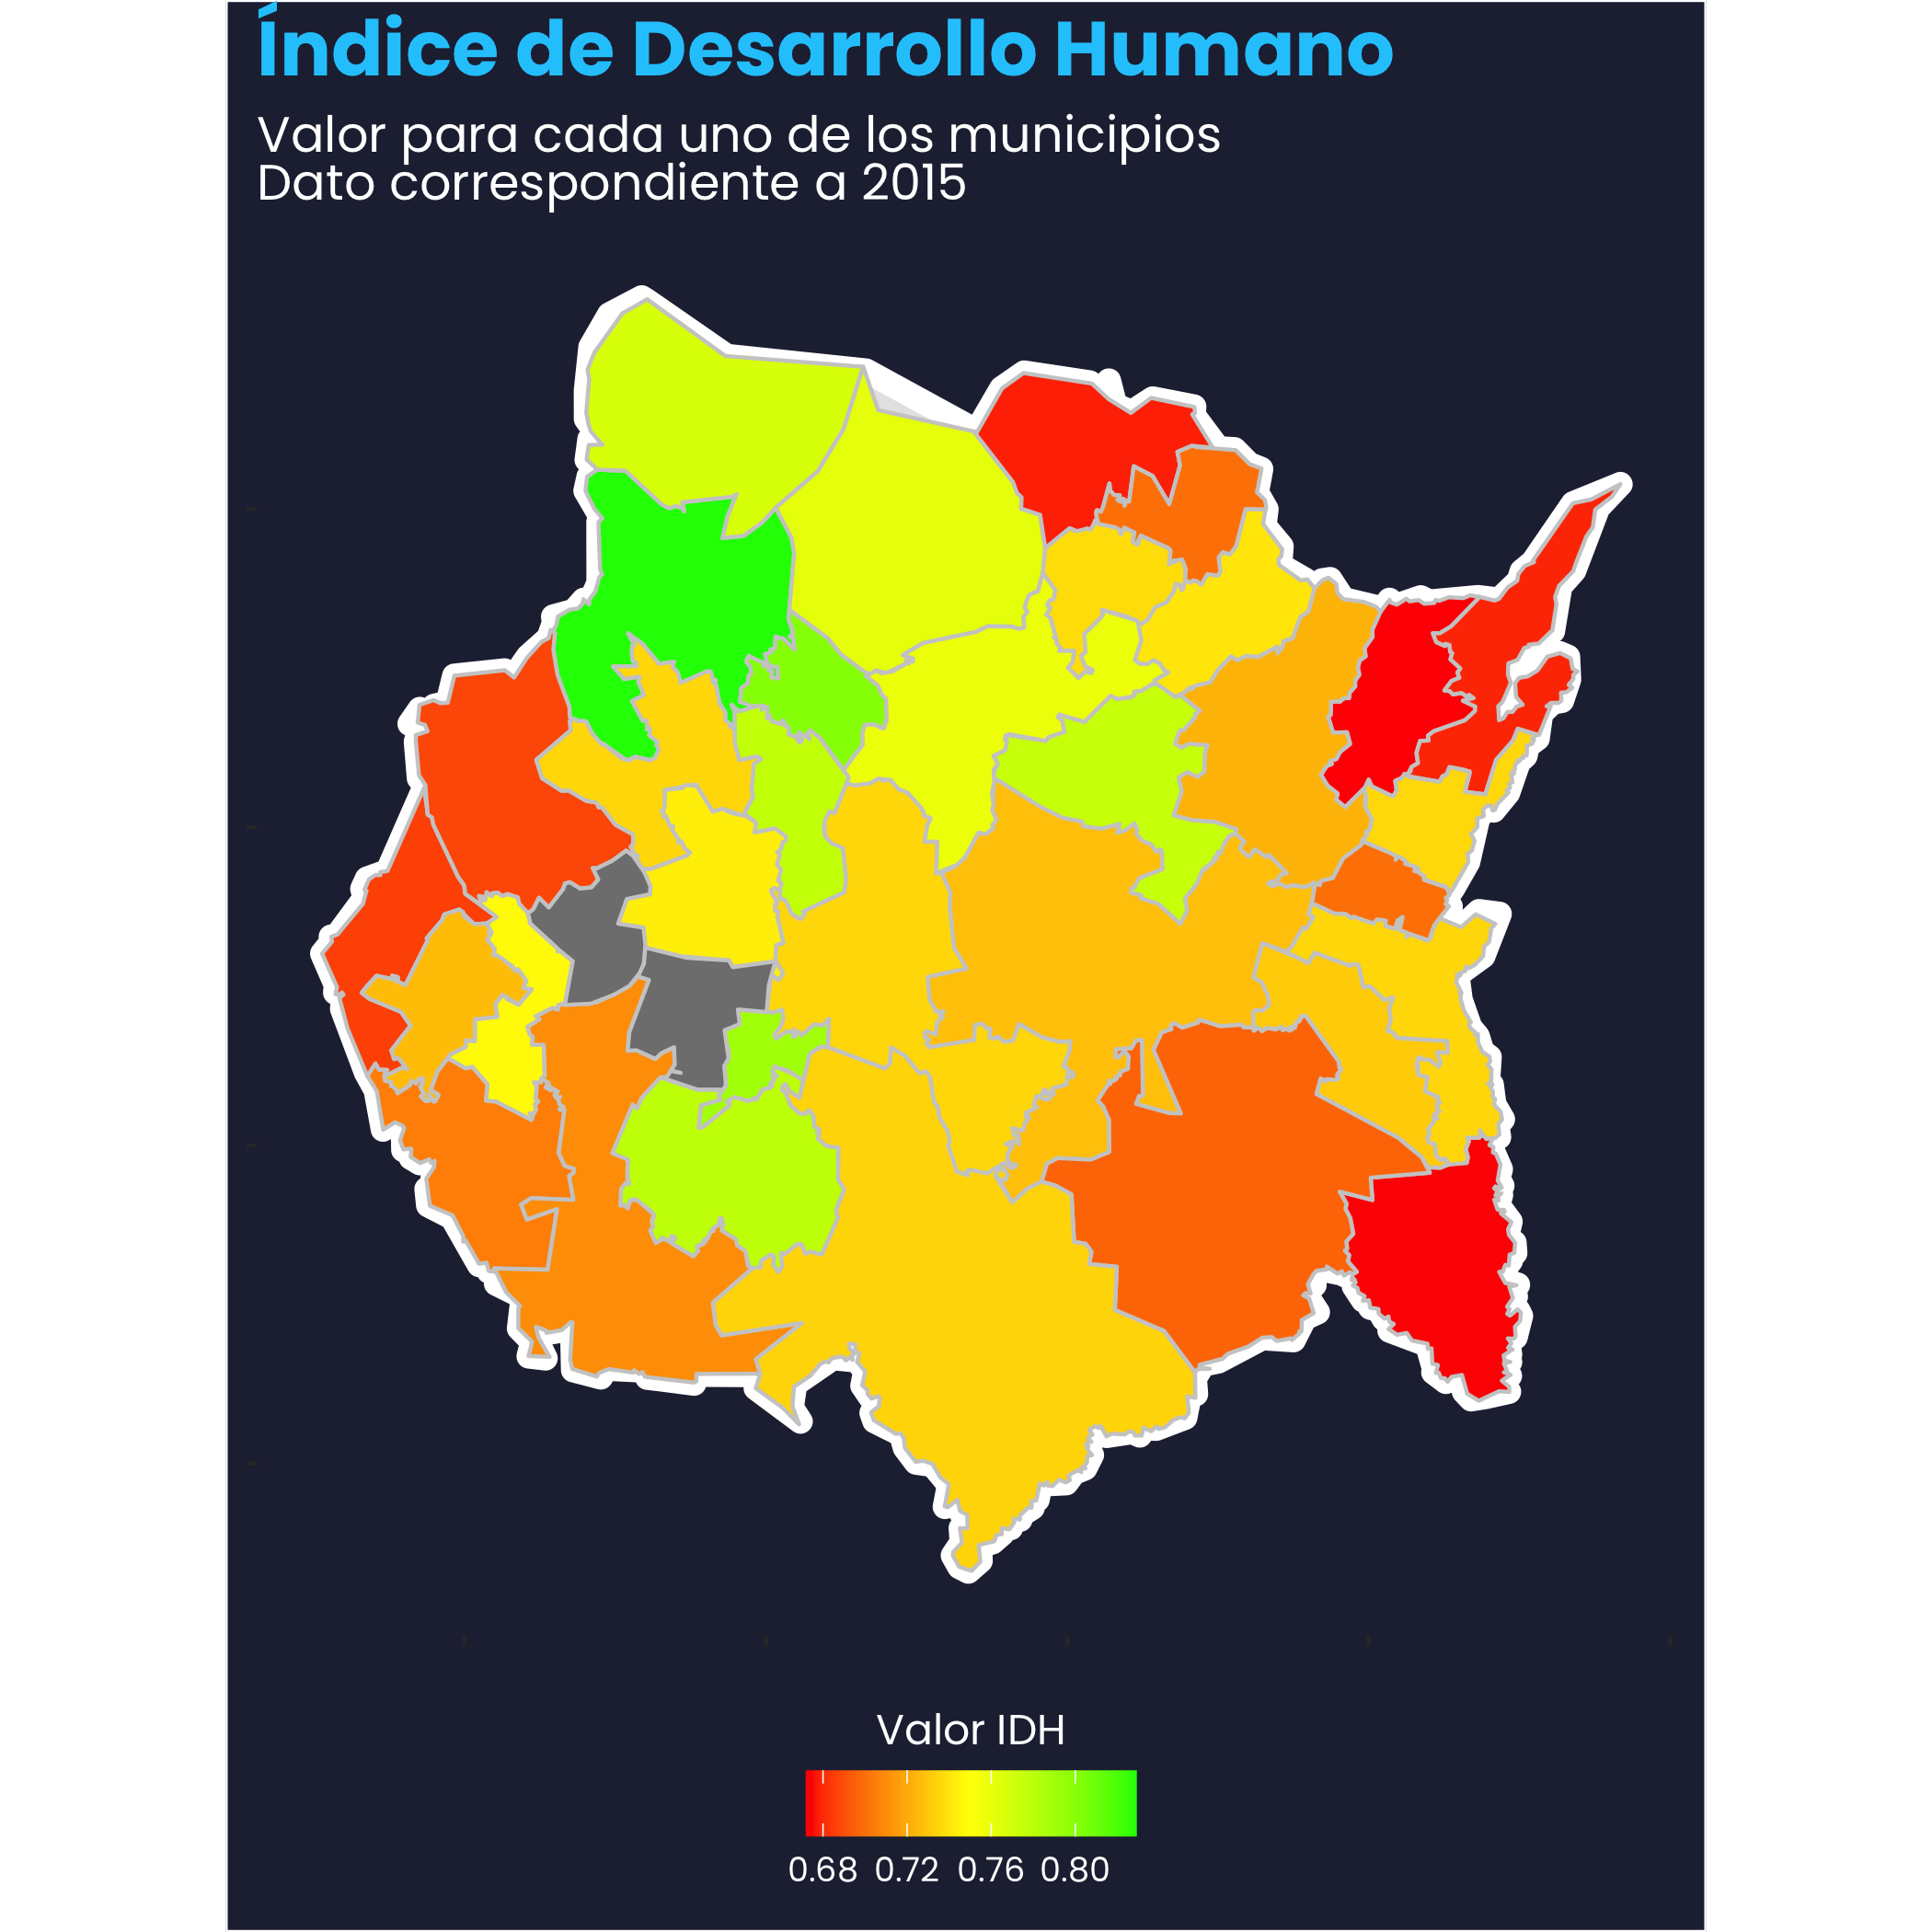 Índice de Desarrollo Humano
Valor para cada uno de los municipios
Dato correspondiente a 2015
Valor IDH
0.68 0.72 0.76 0.80